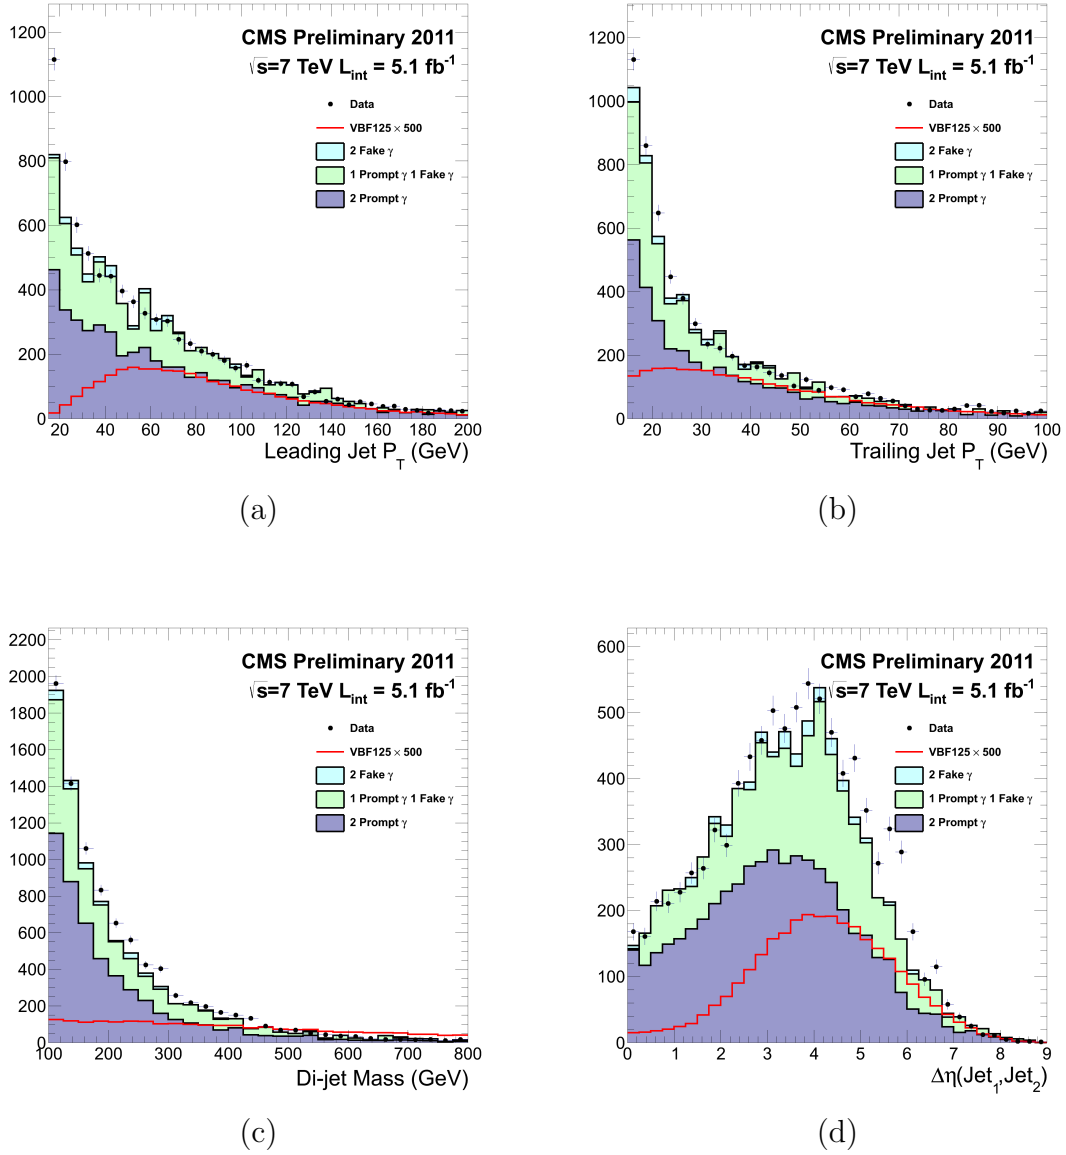 CMS Preliminary 2011
√s=7 TeV L_int = 5.1 fb⁻¹
Data
VBF125 × 500
2 Fake γ
1 Prompt γ 1 Fake γ
2 Prompt γ
1200
1000
800
600
400
200
0
20 40 60 80 100 120 140 160 180 200
Leading Jet P_T (GeV)
(a)
CMS Preliminary 2011
√s=7 TeV L_int = 5.1 fb⁻¹
Data
VBF125 × 500
2 Fake γ
1 Prompt γ 1 Fake γ
2 Prompt γ
1200
1000
800
600
400
200
0
20 30 40 50 60 70 80 90 100
Trailing Jet P_T (GeV)
(b)
CMS Preliminary 2011
√s=7 TeV L_int = 5.1 fb⁻¹
Data
VBF125 × 500
2 Fake γ
1 Prompt γ 1 Fake γ
2 Prompt γ
2200
2000
1800
1600
1400
1200
1000
800
600
400
200
0
100 200 300 400 500 600 700 800
Di-jet Mass (GeV)
(c)
CMS Preliminary 2011
√s=7 TeV L_int = 5.1 fb⁻¹
Data
VBF125 × 500
2 Fake γ
1 Prompt γ 1 Fake γ
2 Prompt γ
600
500
400
300
200
100
0
0 1 2 3 4 5 6 7 8 9
Δη(Jet_1,Jet_2)
(d)